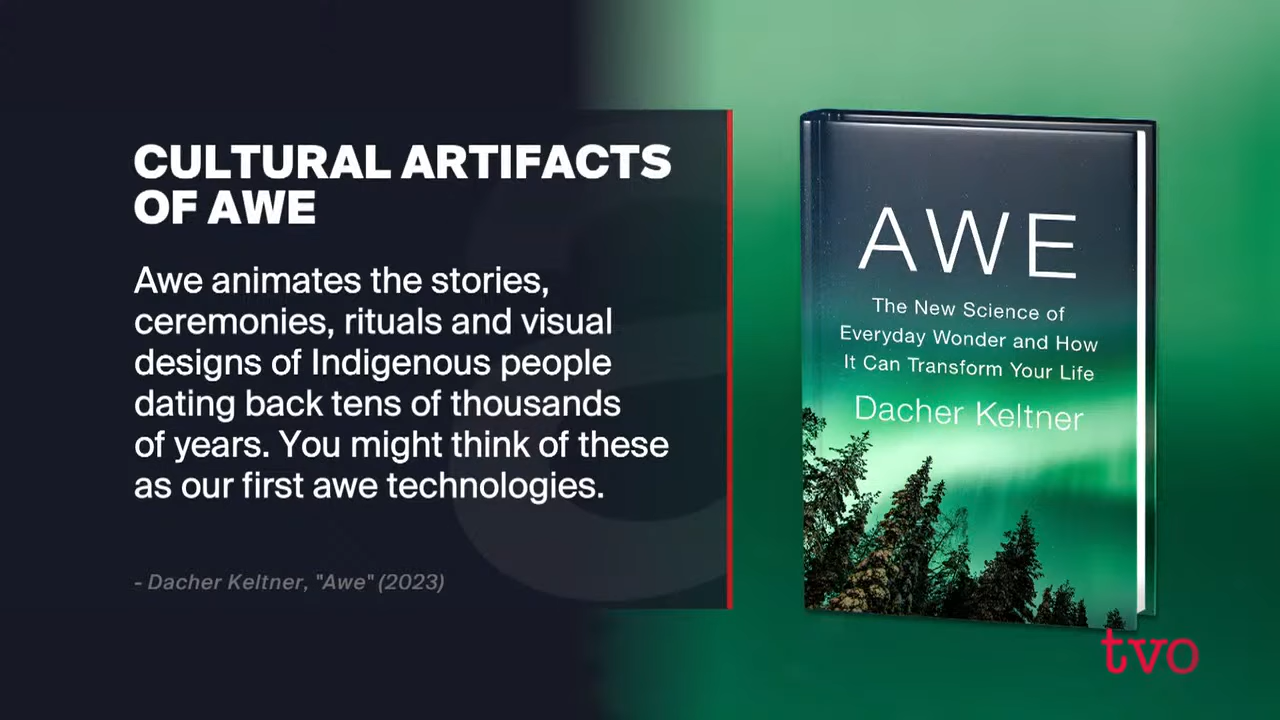 CULTURAL ARTIFACTS
OF AWE
Awe animates the stories,
ceremonies, rituals and visual
designs of Indigenous people
dating back tens of thousands
of years. You might think of these
as our first awe technologies.
- Dacher Keltner, "Awe" (2023)
AWE
The New Science of
Everyday Wonder and How
It Can Transform Your Life
Dacher Keltner
tvo